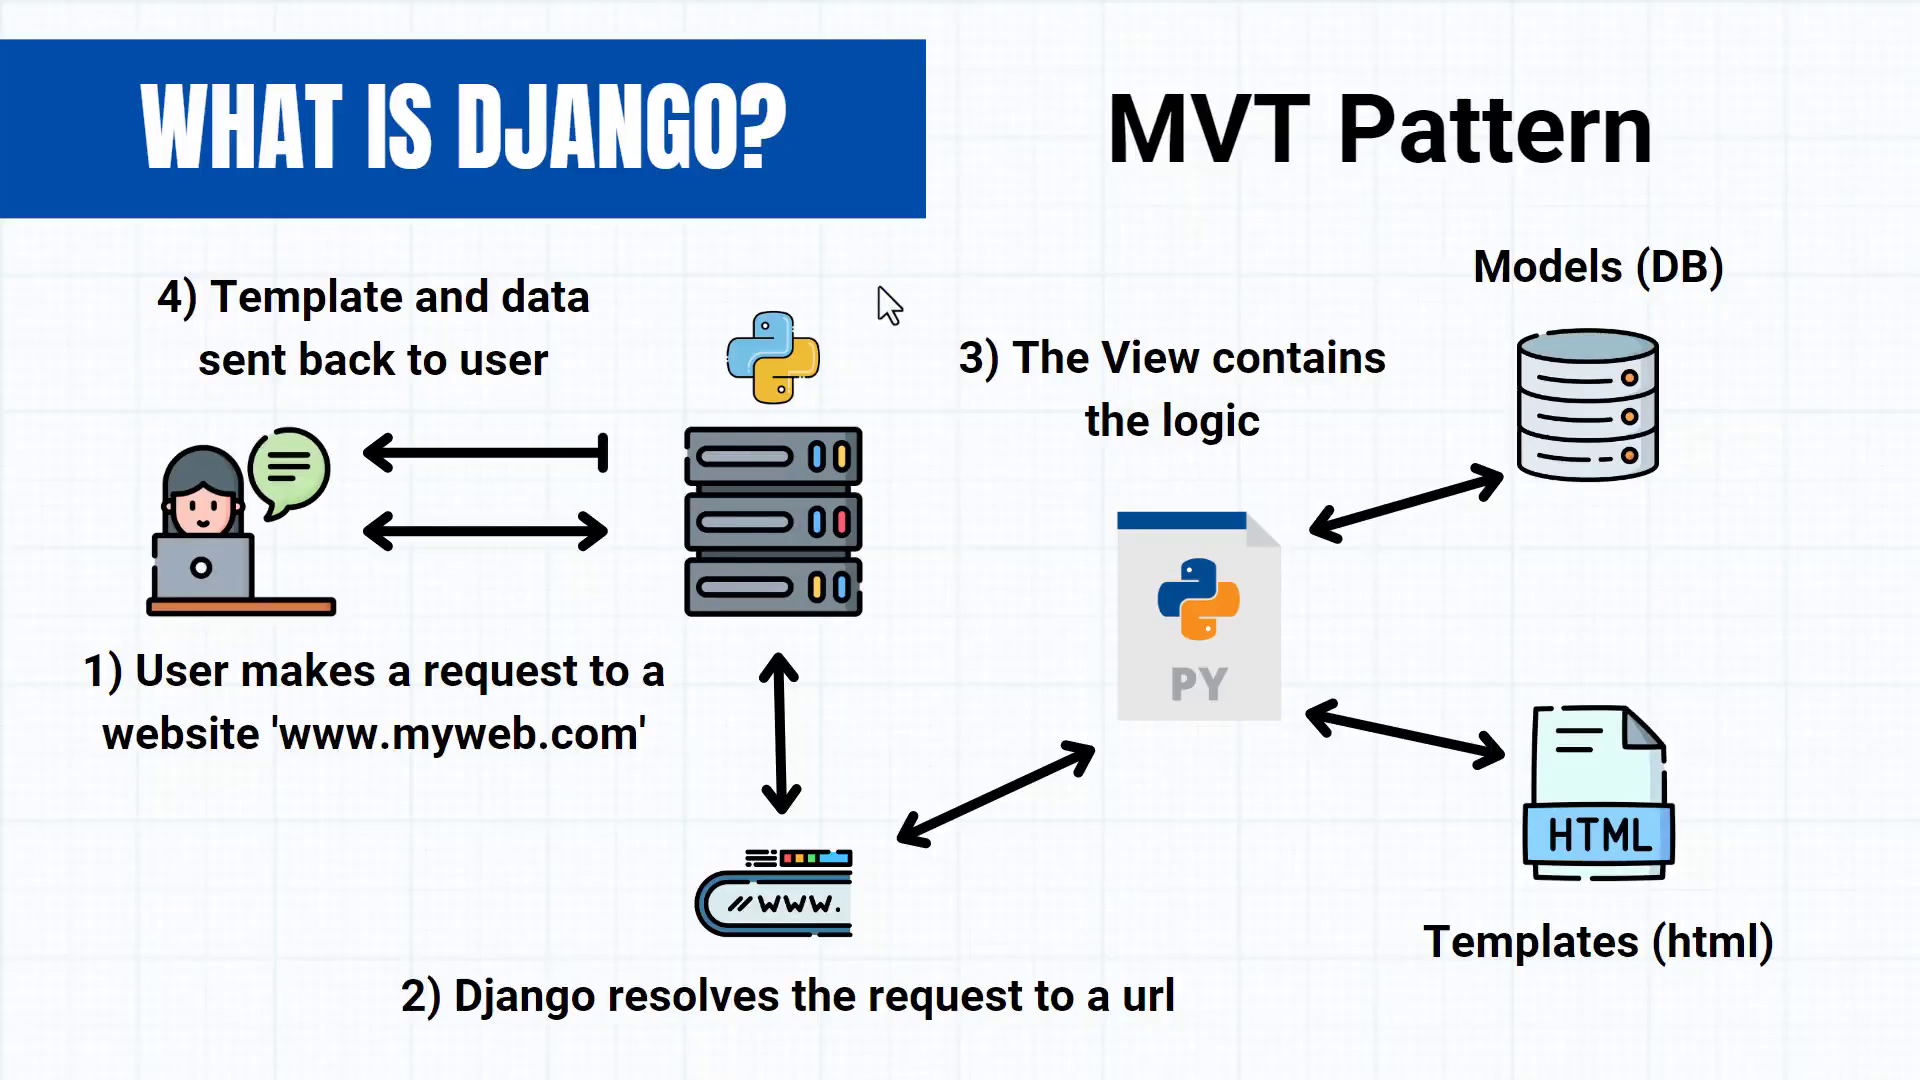 WHAT IS DJANGO?
MVT Pattern
4) Template and data
sent back to user
3) The View contains
the logic
Models (DB)
PY
1) User makes a request to a
website 'www.myweb.com'
// WWW.
HTML
Templates (html)
2) Django resolves the request to a url